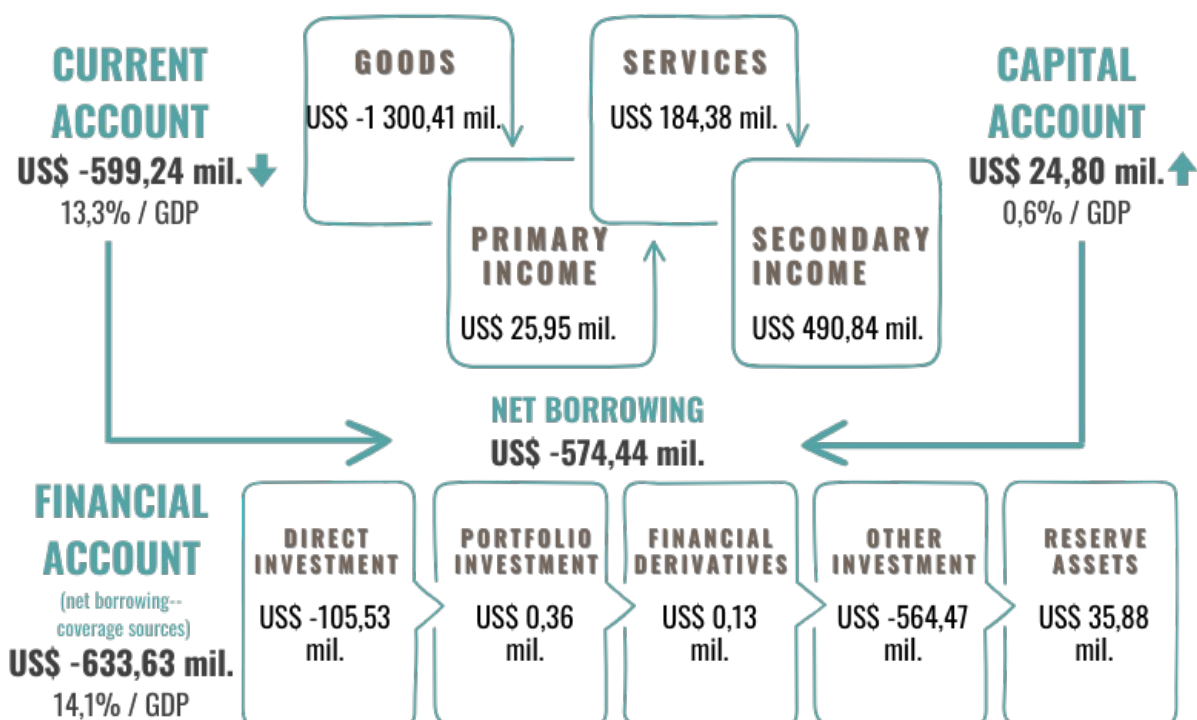 CURRENT
ACCOUNT
US$ -599,24 mil.
13,3% / GDP
GOODS
US$ -1 300,41 mil.
SERVICES
US$ 184,38 mil.
CAPITAL
ACCOUNT
US$ 24,80 mil.
0,6% / GDP
PRIMARY
INCOME
US$ 25,95 mil.
SECONDARY
INCOME
US$ 490,84 mil.
NET BORROWING
US$ -574,44 mil.
FINANCIAL
ACCOUNT
(net borrowing--
coverage sources)
US$ -633,63 mil.
14,1% / GDP
DIRECT
INVESTMENT
US$ -105,53
mil.
PORTFOLIO
INVESTMENT
US$ 0,36
mil.
FINANCIAL
DERIVATIVES
US$ 0,13
mil.
OTHER
INVESTMENT
US$ -564,47
mil.
RESERVE
ASSETS
US$ 35,88
mil.